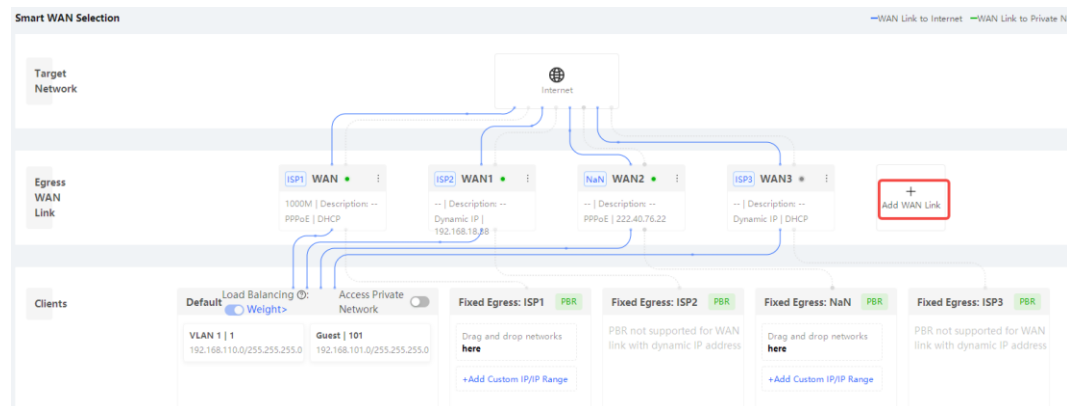 Smart WAN Selection
WAN Link to Internet WAN Link to Private N
Target
Network
Internet
Egress
WAN
Link
ISP1 WAN
1000M | Description: --
PPPoE | DHCP
ISP2 WAN1
-- | Description: --
Dynamic IP |
192.168.18.88
NaN WAN2
-- | Description: --
PPPoE | 222.40.76.22
ISP3 WAN3
-- | Description: --
Dynamic IP | DHCP
+
Add WAN Link
Clients
Default
Load Balancing ?:
Weight>
Access Private
Network
VLAN 1 | 1
192.168.110.0/255.255.255.0
Guest | 101
192.168.101.0/255.255.255.0
Fixed Egress: ISP1 PBR
Drag and drop networks
here
+Add Custom IP/IP Range
Fixed Egress: ISP2 PBR
PBR not supported for WAN
link with dynamic IP address
Fixed Egress: NaN PBR
Drag and drop networks
here
+Add Custom IP/IP Range
Fixed Egress: ISP3 PBR
PBR not supported for WAN
link with dynamic IP address